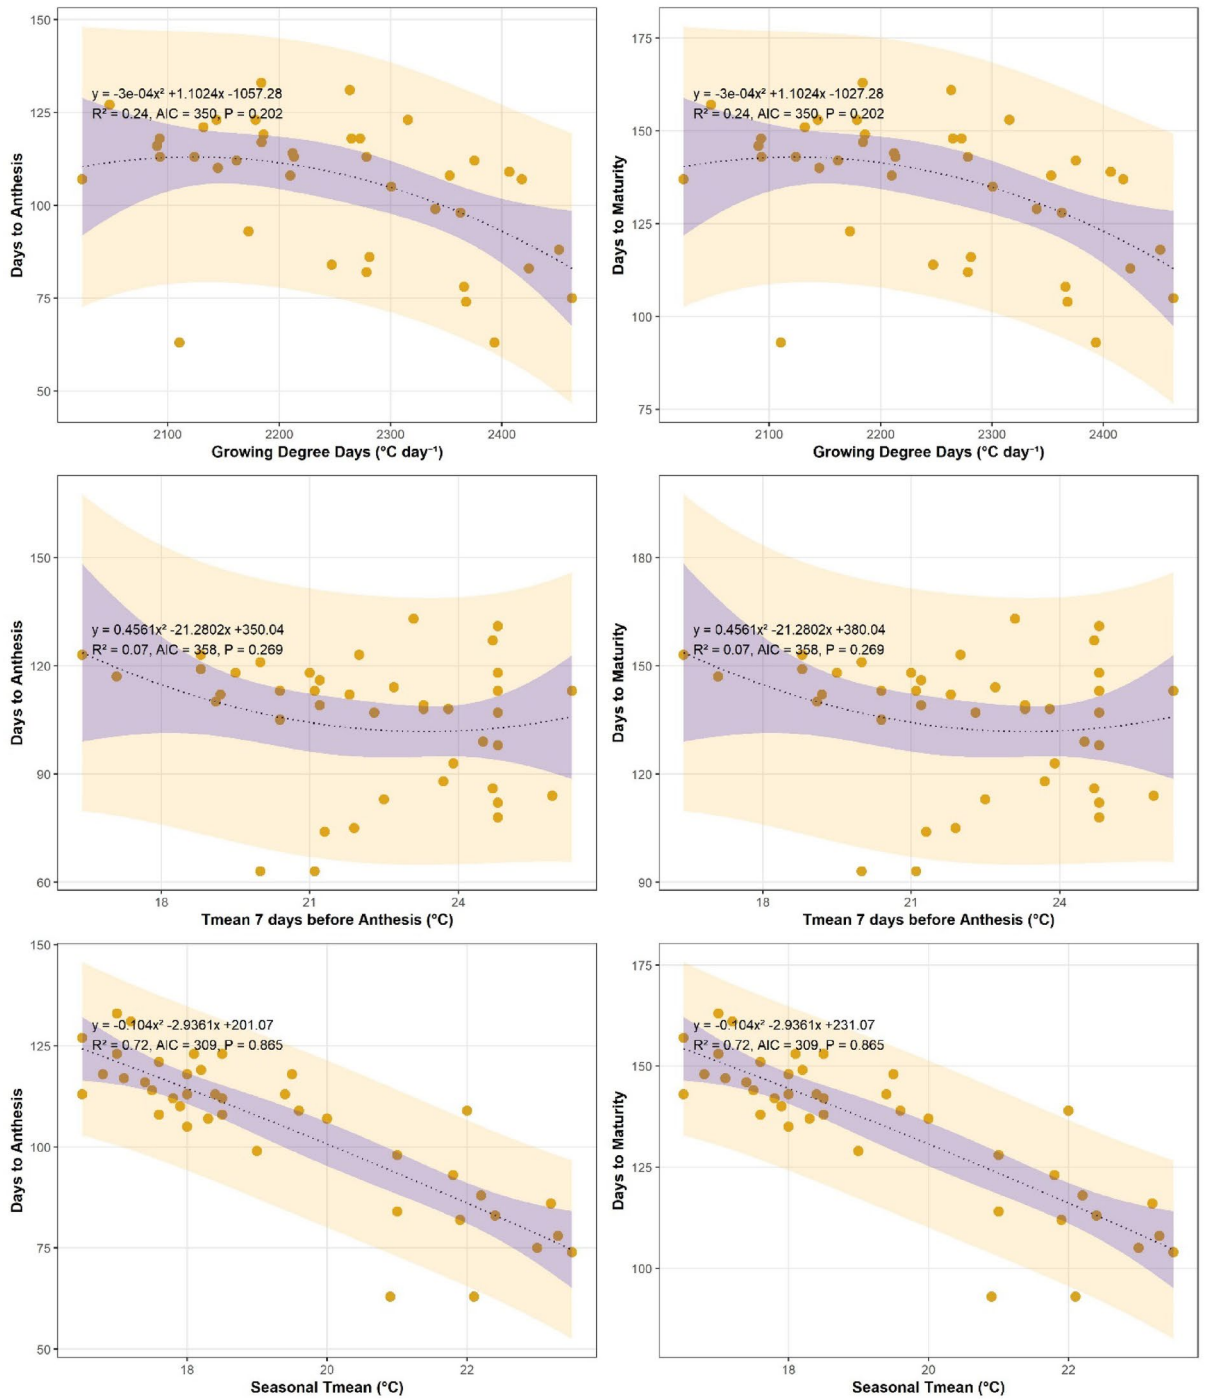 150
125
100
75
50
Days to Anthesis
y = -3e-04x² +1.1024x -1057.28
R² = 0.24, AIC = 350, P = 0.202
2100
2200
2300
2400
Growing Degree Days (°C day⁻¹)
175
150
125
100
75
Days to Maturity
y = -3e-04x² +1.1024x -1027.28
R² = 0.24, AIC = 350, P = 0.202
2100
2200
2300
2400
Growing Degree Days (°C day⁻¹)
150
120
90
60
Days to Anthesis
y = 0.4561x² -21.2802x +350.04
R² = 0.07, AIC = 358, P = 0.269
18
21
24
Tmean 7 days before Anthesis (°C)
180
150
120
90
Days to Maturity
y = 0.4561x² -21.2802x +380.04
R² = 0.07, AIC = 358, P = 0.269
18
21
24
Tmean 7 days before Anthesis (°C)
150
125
100
75
50
Days to Anthesis
y = -0.104x² -2.9361x +201.07
R² = 0.72, AIC = 309, P = 0.865
18
20
22
Seasonal Tmean (°C)
175
150
125
100
Days to Maturity
y = -0.104x² -2.9361x +231.07
R² = 0.72, AIC = 309, P = 0.865
18
20
22
Seasonal Tmean (°C)